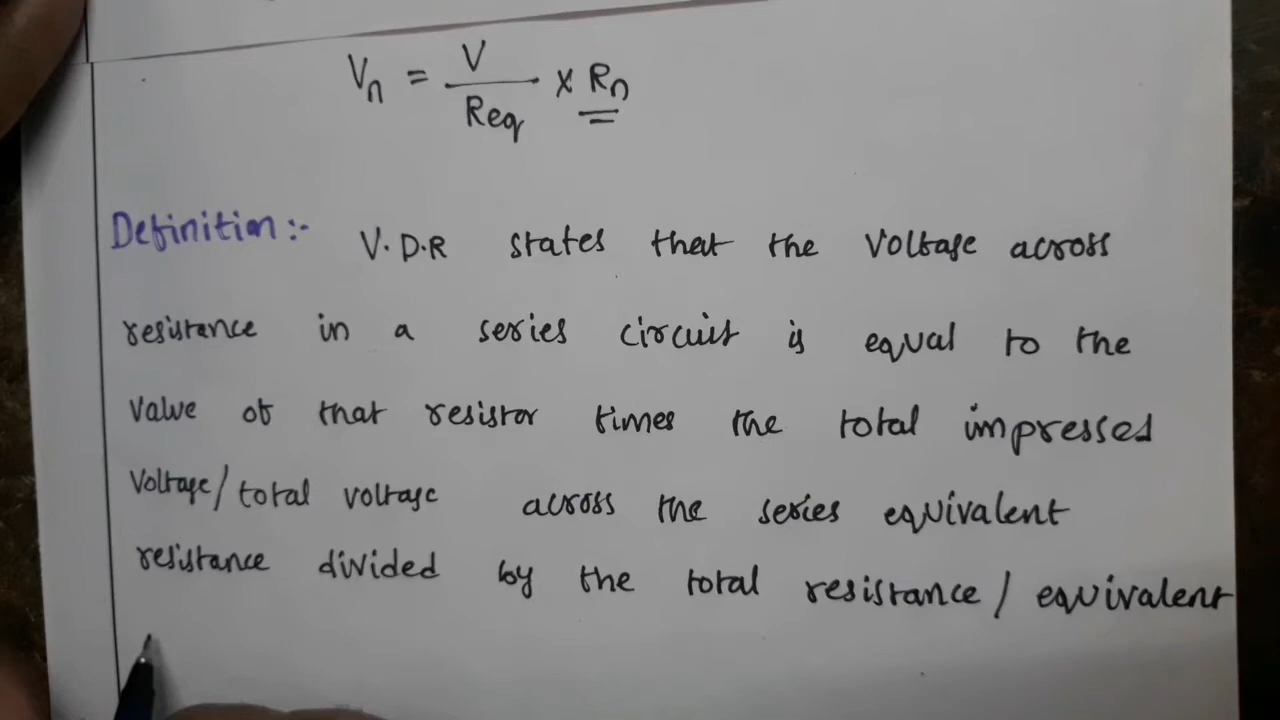 Vn = V / Req × Rn
Definition:- V.D.R states that the Voltage across
resistance in a series circuit is equal to the
Value of that resistor times the total impressed
Voltage/total voltage across the series equivalent
resistance divided by the total resistance/ equivalent